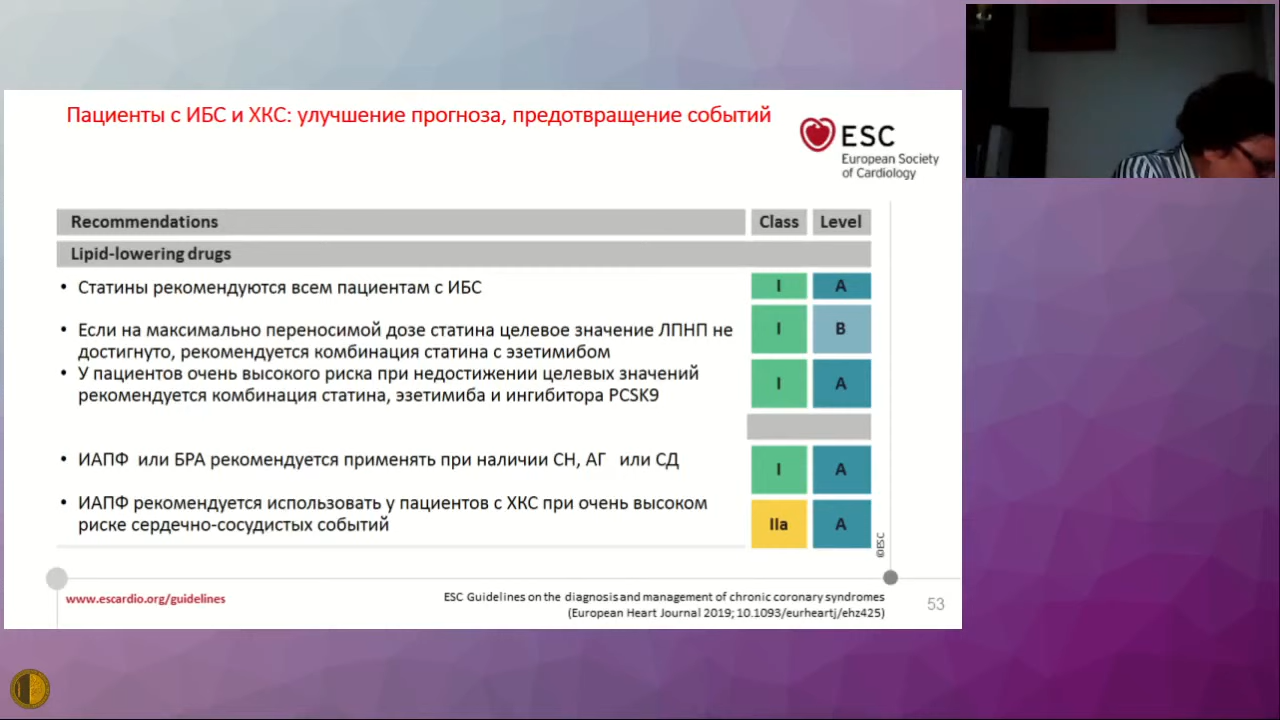 Пациенты с ИБС и ХКС: улучшение прогноза, предотвращение событий
ESC
European Society
of Cardiology
Recommendations Class Level
Lipid-lowering drugs
• Статины рекомендуются всем пациентам с ИБС I A
• Если на максимально переносимой дозе статина целевое значение ЛПНП не
достигнуто, рекомендуется комбинация статина с эзетимибом I B
• У пациентов очень высокого риска при недостижении целевых значений
рекомендуется комбинация статина, эзетимиба и ингибитора PCSK9 I A
• ИАПФ или БРА рекомендуется применять при наличии СН, АГ или СД I A
• ИАПФ рекомендуется использовать у пациентов с ХКС при очень высоком
риске сердечно-сосудистых событий IIa A
©ESC
www.escardio.org/guidelines
ESC Guidelines on the diagnosis and management of chronic coronary syndromes
(European Heart Journal 2019; 10.1093/eurheartj/ehz425)
53